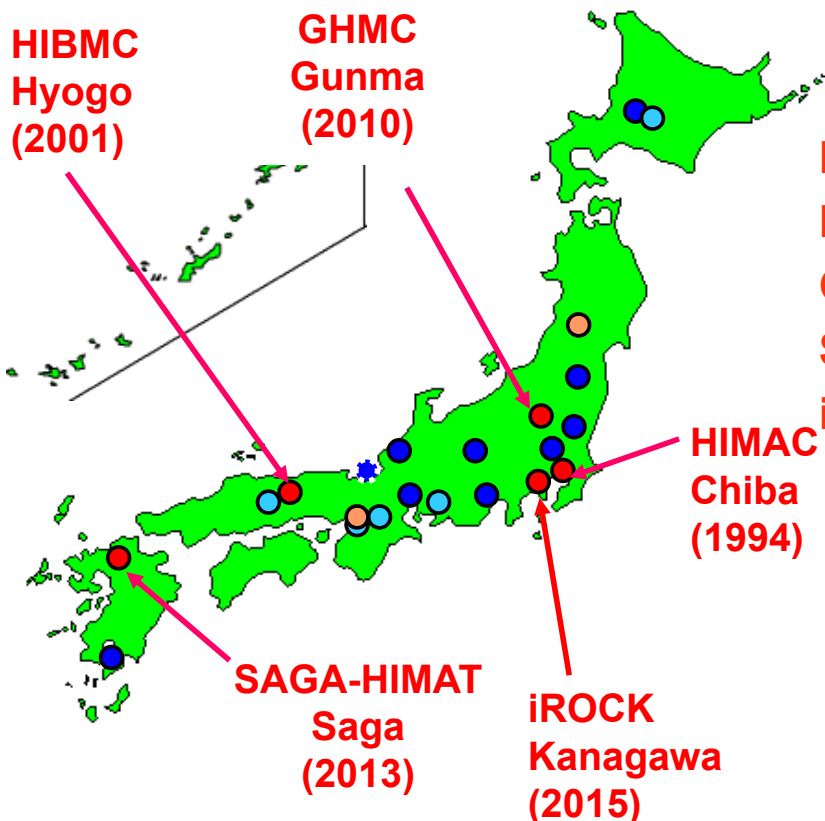 HIBMC
Hyogo
(2001)
GHMC
Gunma
(2010)
HIMAC
Chiba
(1994)
SAGA-HIMAT
Saga
(2013)
iROCK
Kanagawa
(2015)